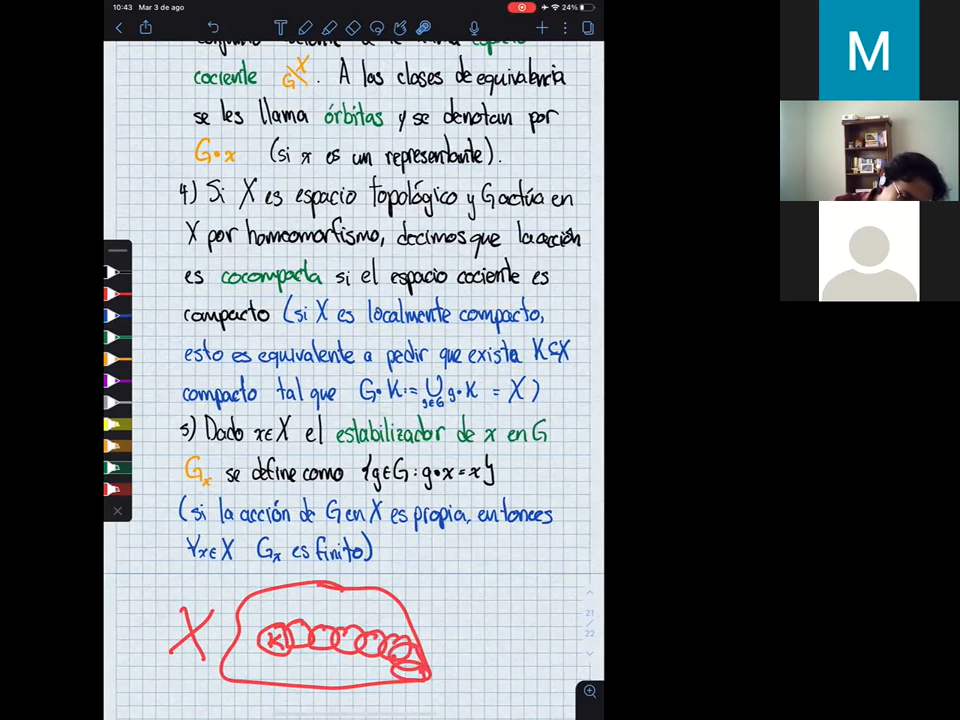 10:43 Mar 3 de ago
24%
cociente G\X . A las clases de equivalencia
se les llama órbitas y se denotan por
G·x (si x es un representante).
4) Si X es espacio topológico y G actúa en
X por homeomorfismo, decimos que la acción
es cocompacta si el espacio cociente es
compacto (si X es localmente compacto,
esto es equivalente a pedir que exista K⊂X
compacto tal que G·K := ⋃g∈G g·K = X)
5) Dado x∈X el estabilizador de x en G
Gx se define como {g∈G : g·x = x}
(si la acción de G en X es propia, entonces
∀x∈X Gx es finito)
X K
21
/
22
M